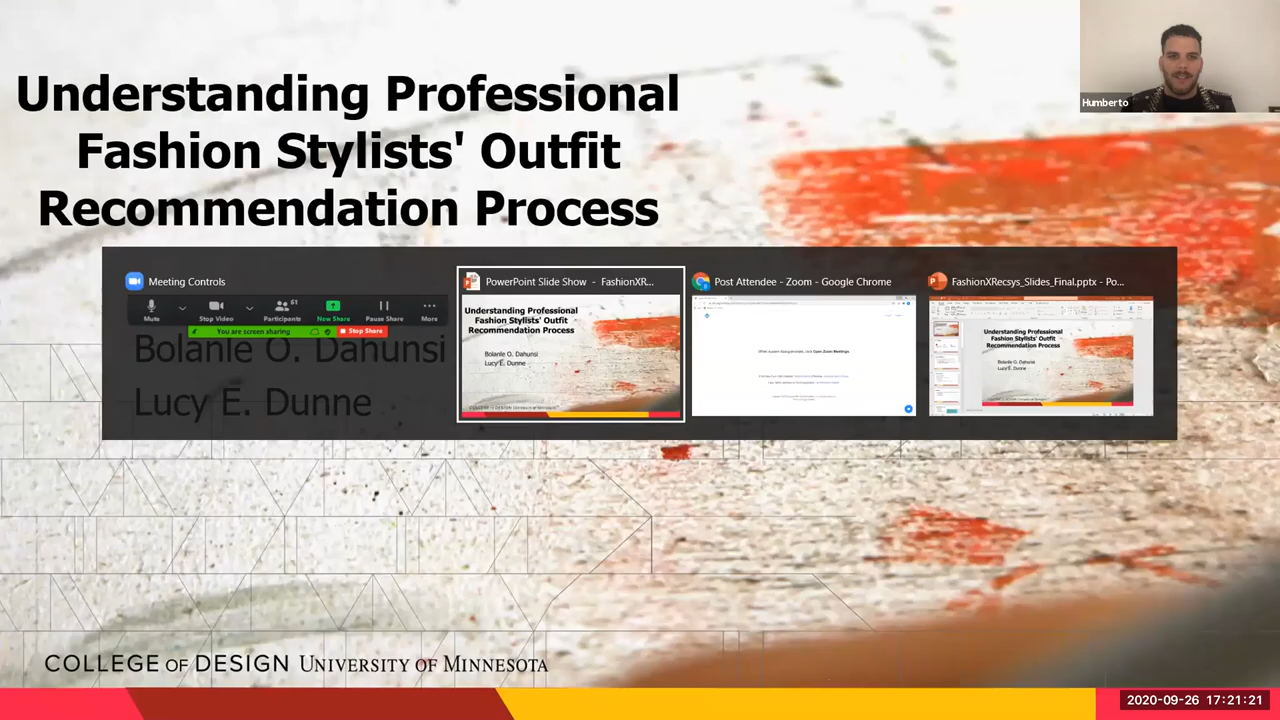 Understanding Professional
Fashion Stylists' Outfit
Recommendation Process
Humberto
Meeting Controls
PowerPoint Slide Show - FashionXR...
Post Attendee - Zoom - Google Chrome
FashionXRecsys_Slides_Final.pptx - Po...
61
Mute
Stop Video
Participants
New Share
Pause Share
More
You are screen sharing
Stop Share
Understanding Professional
Fashion Stylists' Outfit
Recommendation Process
Bolanle O. Dahunsi
Lucy E. Dunne
Understanding Professional
Fashion Stylists' Outfit
Recommendation Process
Bolanle O. Dahunsi
Lucy E. Dunne
Bolanle O. Dahunsi
Lucy E. Dunne
COLLEGE OF DESIGN UNIVERSITY OF MINNESOTA
2020-09-26 17:21:21